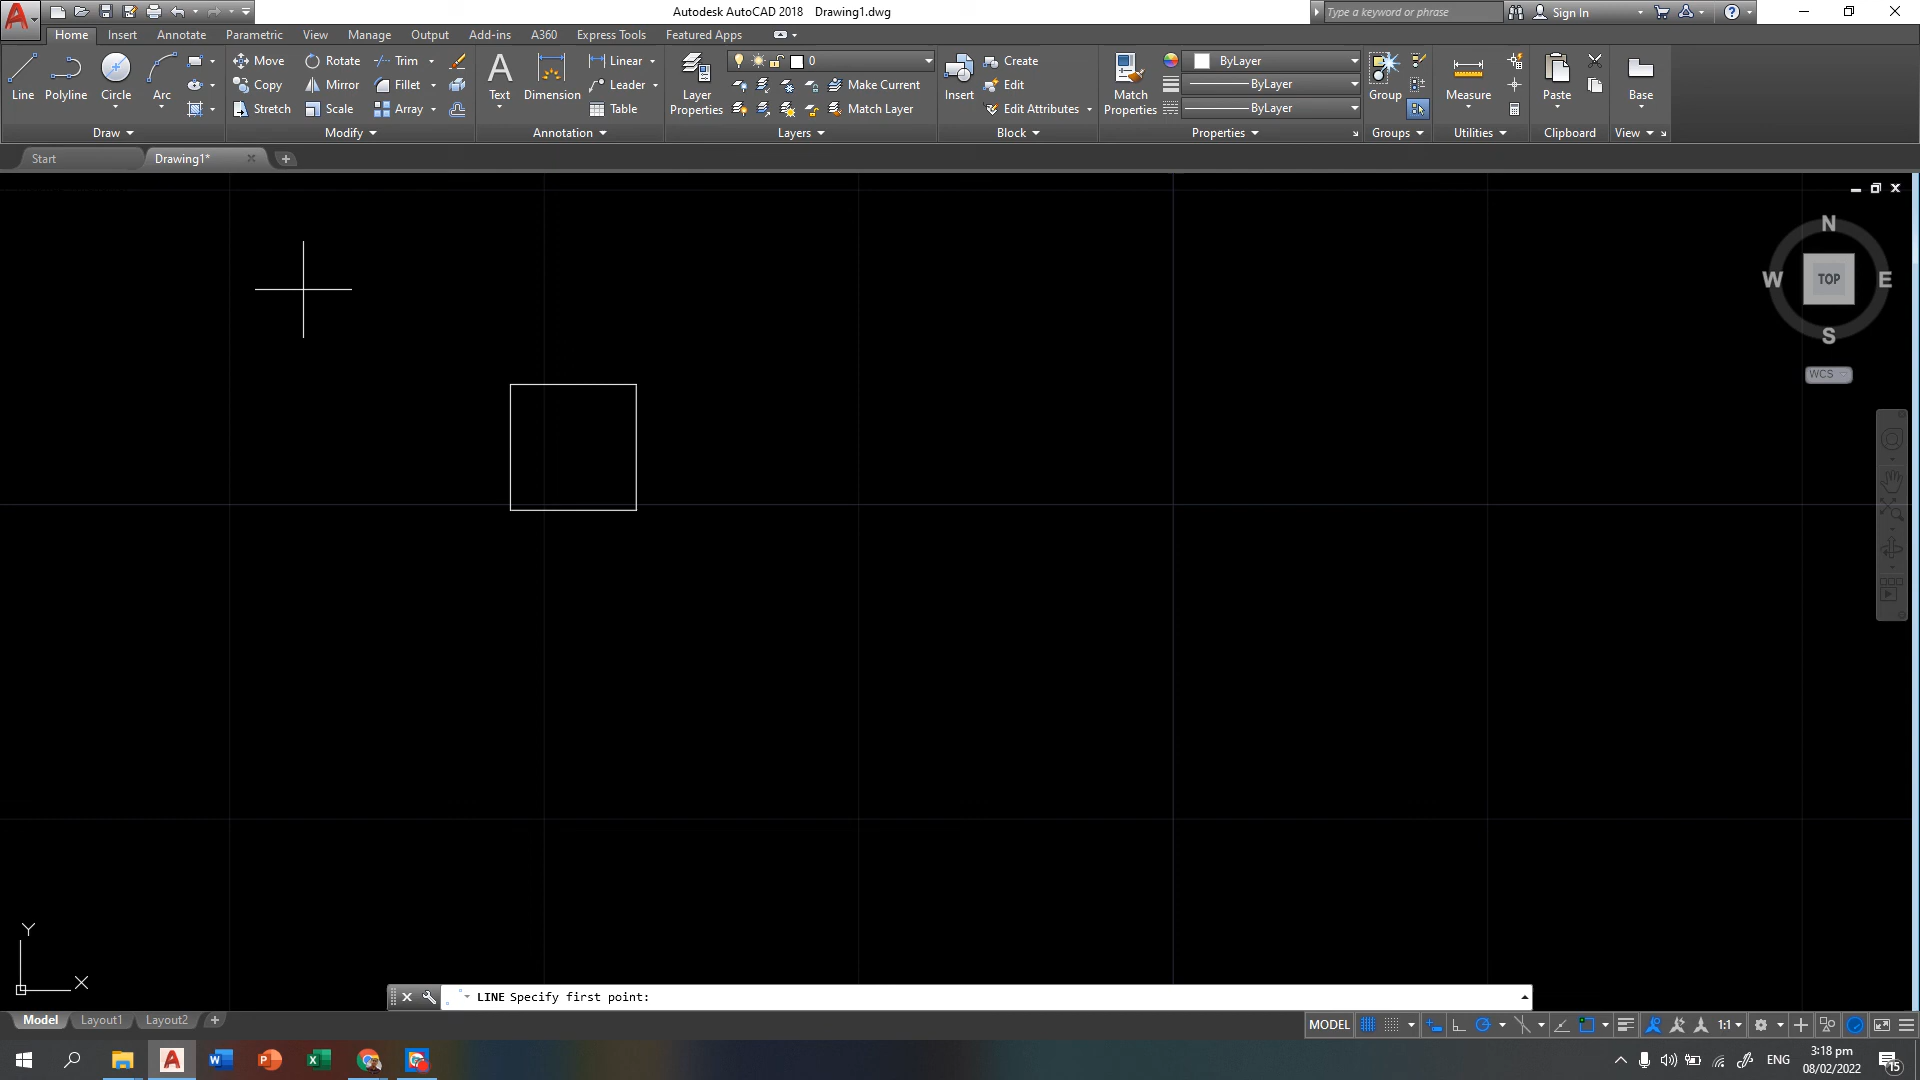 Autodesk AutoCAD 2018 Drawing1.dwg
Type a keyword or phrase
Sign In
Home Insert Annotate Parametric View Manage Output Add-ins A360 Express Tools Featured Apps
Line Polyline Circle Arc
Move Rotate Trim
Copy Mirror Fillet
Stretch Scale Array
Text Dimension
Linear
Leader
Table
Layer Properties
0
Make Current
Match Layer
Insert
Create
Edit
Edit Attributes
Match Properties
ByLayer
ByLayer
ByLayer
Group
Measure
Paste
Base
Draw Modify Annotation Layers Block Properties Groups Utilities Clipboard View
Start Drawing1*
N
W TOP E
S
WCS
Y
X
LINE Specify first point:
Model Layout1 Layout2
MODEL 1:1
ENG
3:18 pm
08/02/2022
15